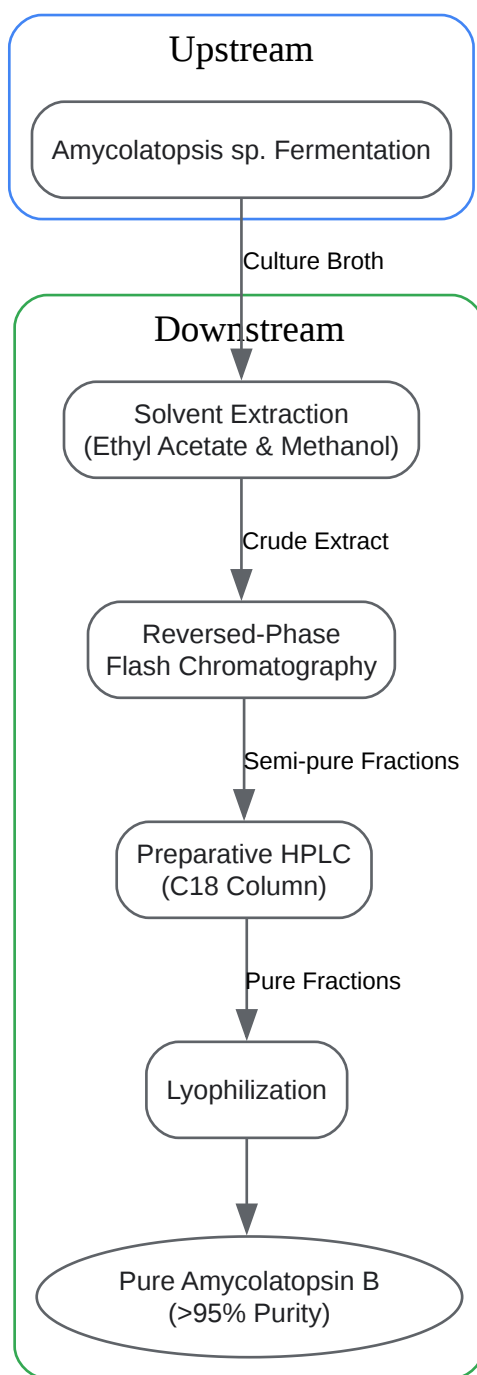 Upstream
Amycolatopsis sp. Fermentation
Culture Broth
Downstream
Solvent Extraction
(Ethyl Acetate & Methanol)
Crude Extract
Reversed-Phase
Flash Chromatography
Semi-pure Fractions
Preparative HPLC
(C18 Column)
Pure Fractions
Lyophilization
Pure Amycolatopsin B
(>95% Purity)